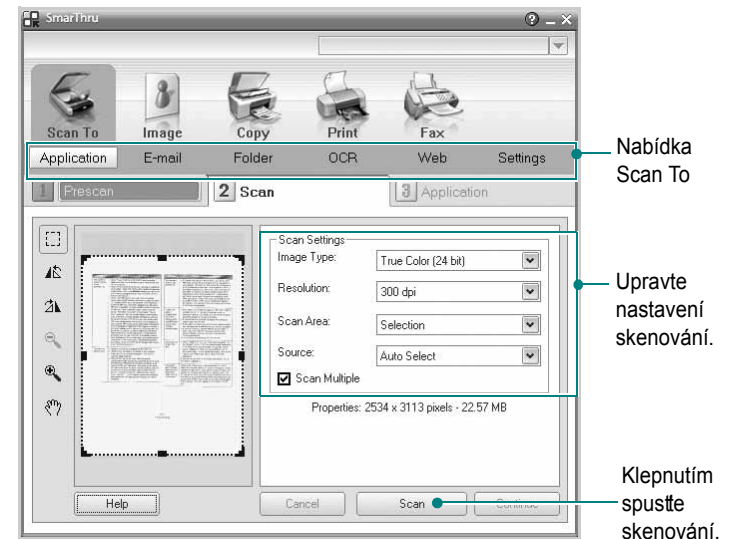 SmarThru
Scan To Image Copy Print Fax
Application E-mail Folder OCR Web Settings
Nabídka
Scan To
1 Prescan 2 Scan 3 Application
Scan Settings
Image Type: True Color (24 bit)
Resolution: 300 dpi
Scan Area: Selection
Source: Auto Select
Scan Multiple
Properties: 2534 x 3113 pixels - 22.57 MB
Upravte
nastavení
skenování.
Help Cancel Scan Continue
Klepnutím
spusťte
skenování.